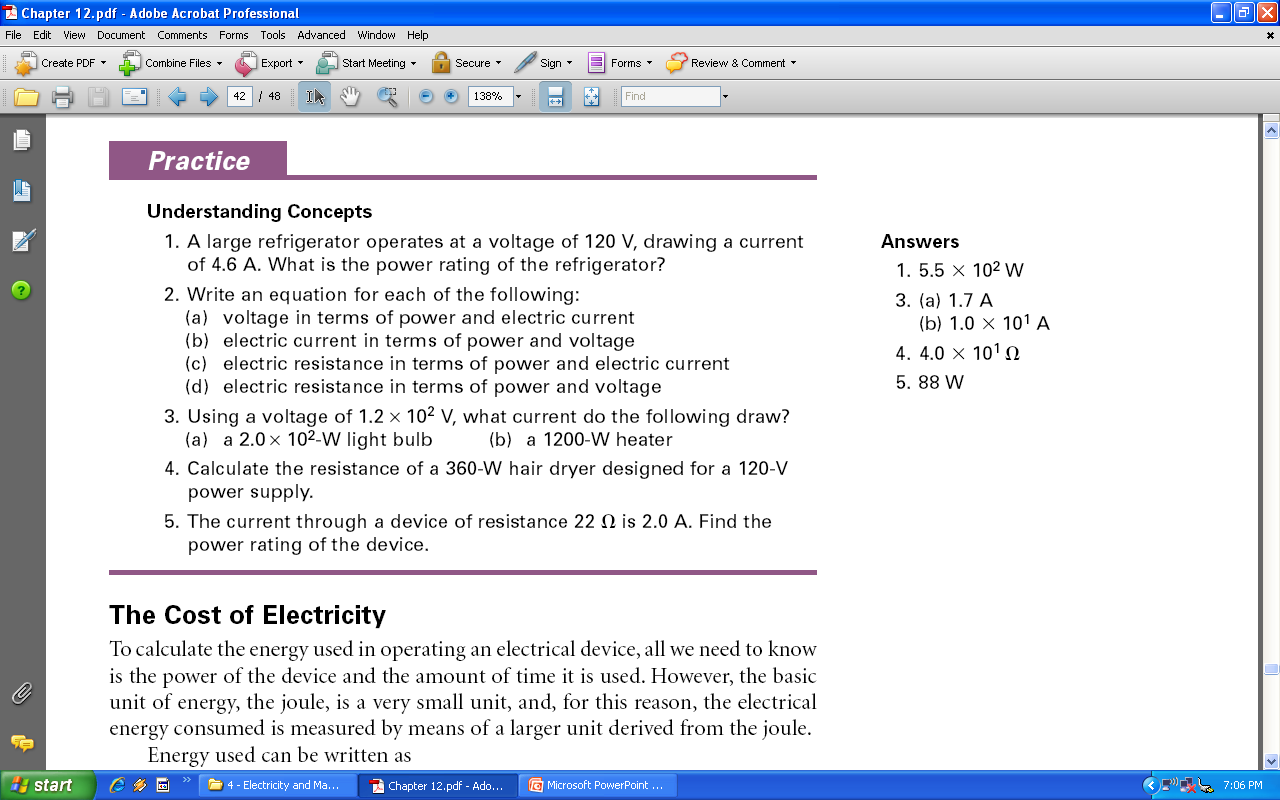 Chapter 12.pdf - Adobe Acrobat Professional
File Edit View Document Comments Forms Tools Advanced Window Help
Create PDF Combine Files Export Start Meeting Secure Sign Forms Review & Comment
42 / 48 138% Find
Practice
Understanding Concepts
1. A large refrigerator operates at a voltage of 120 V, drawing a current
of 4.6 A. What is the power rating of the refrigerator?
2. Write an equation for each of the following:
(a) voltage in terms of power and electric current
(b) electric current in terms of power and voltage
(c) electric resistance in terms of power and electric current
(d) electric resistance in terms of power and voltage
3. Using a voltage of 1.2 × 10² V, what current do the following draw?
(a) a 2.0 × 10²-W light bulb (b) a 1200-W heater
4. Calculate the resistance of a 360-W hair dryer designed for a 120-V
power supply.
5. The current through a device of resistance 22 Ω is 2.0 A. Find the
power rating of the device.
Answers
1. 5.5 × 10² W
3. (a) 1.7 A
(b) 1.0 × 10¹ A
4. 4.0 × 10¹ Ω
5. 88 W
The Cost of Electricity
To calculate the energy used in operating an electrical device, all we need to know
is the power of the device and the amount of time it is used. However, the basic
unit of energy, the joule, is a very small unit, and, for this reason, the electrical
energy consumed is measured by means of a larger unit derived from the joule.
Energy used can be written as
start 4 - Electricity and Ma... Chapter 12.pdf - Ado... Microsoft PowerPoint ... 7:06 PM